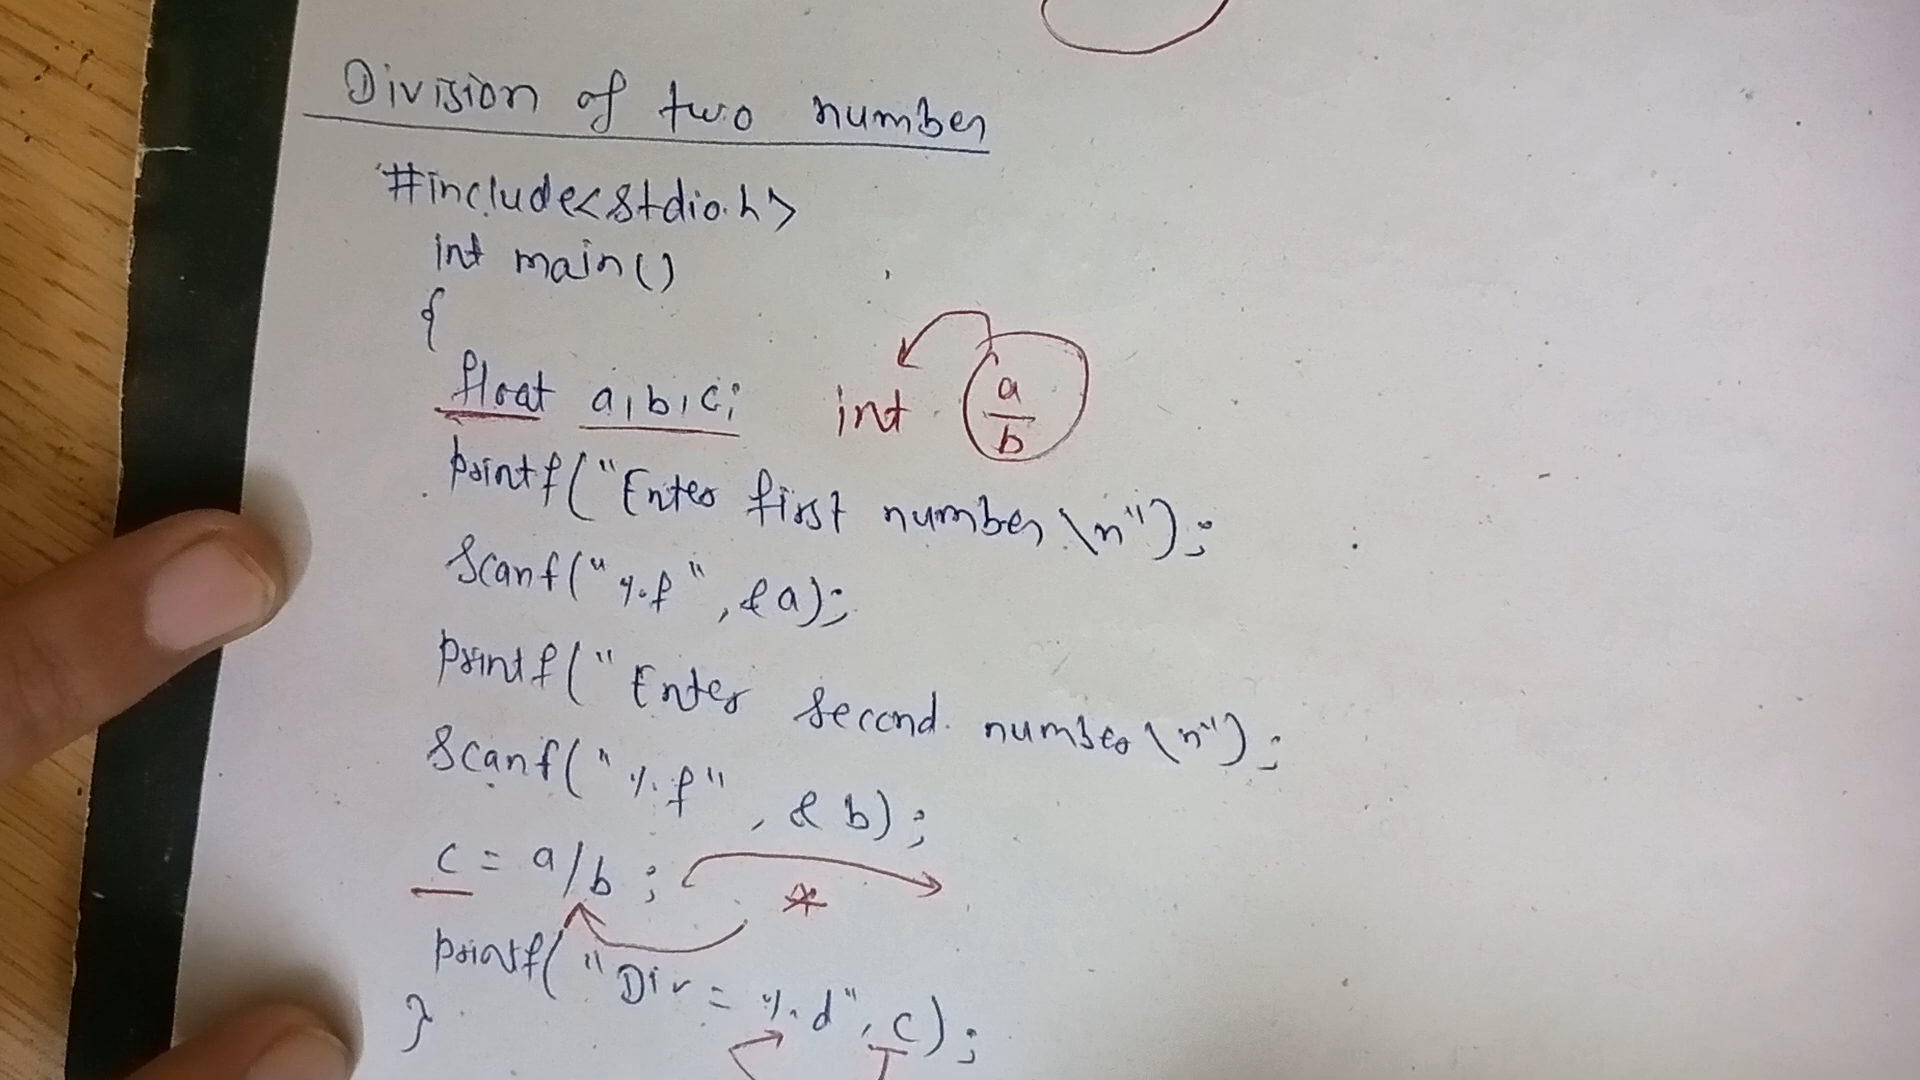 Division of two number
#include<stdio.h>
int main()
{
float a,b,c; int a/b
printf("Enter first number \n");
scanf("%f", &a);
printf("Enter second number \n");
scanf("%f", &b);
c = a/b; *
printf("Div = %d", c);
}